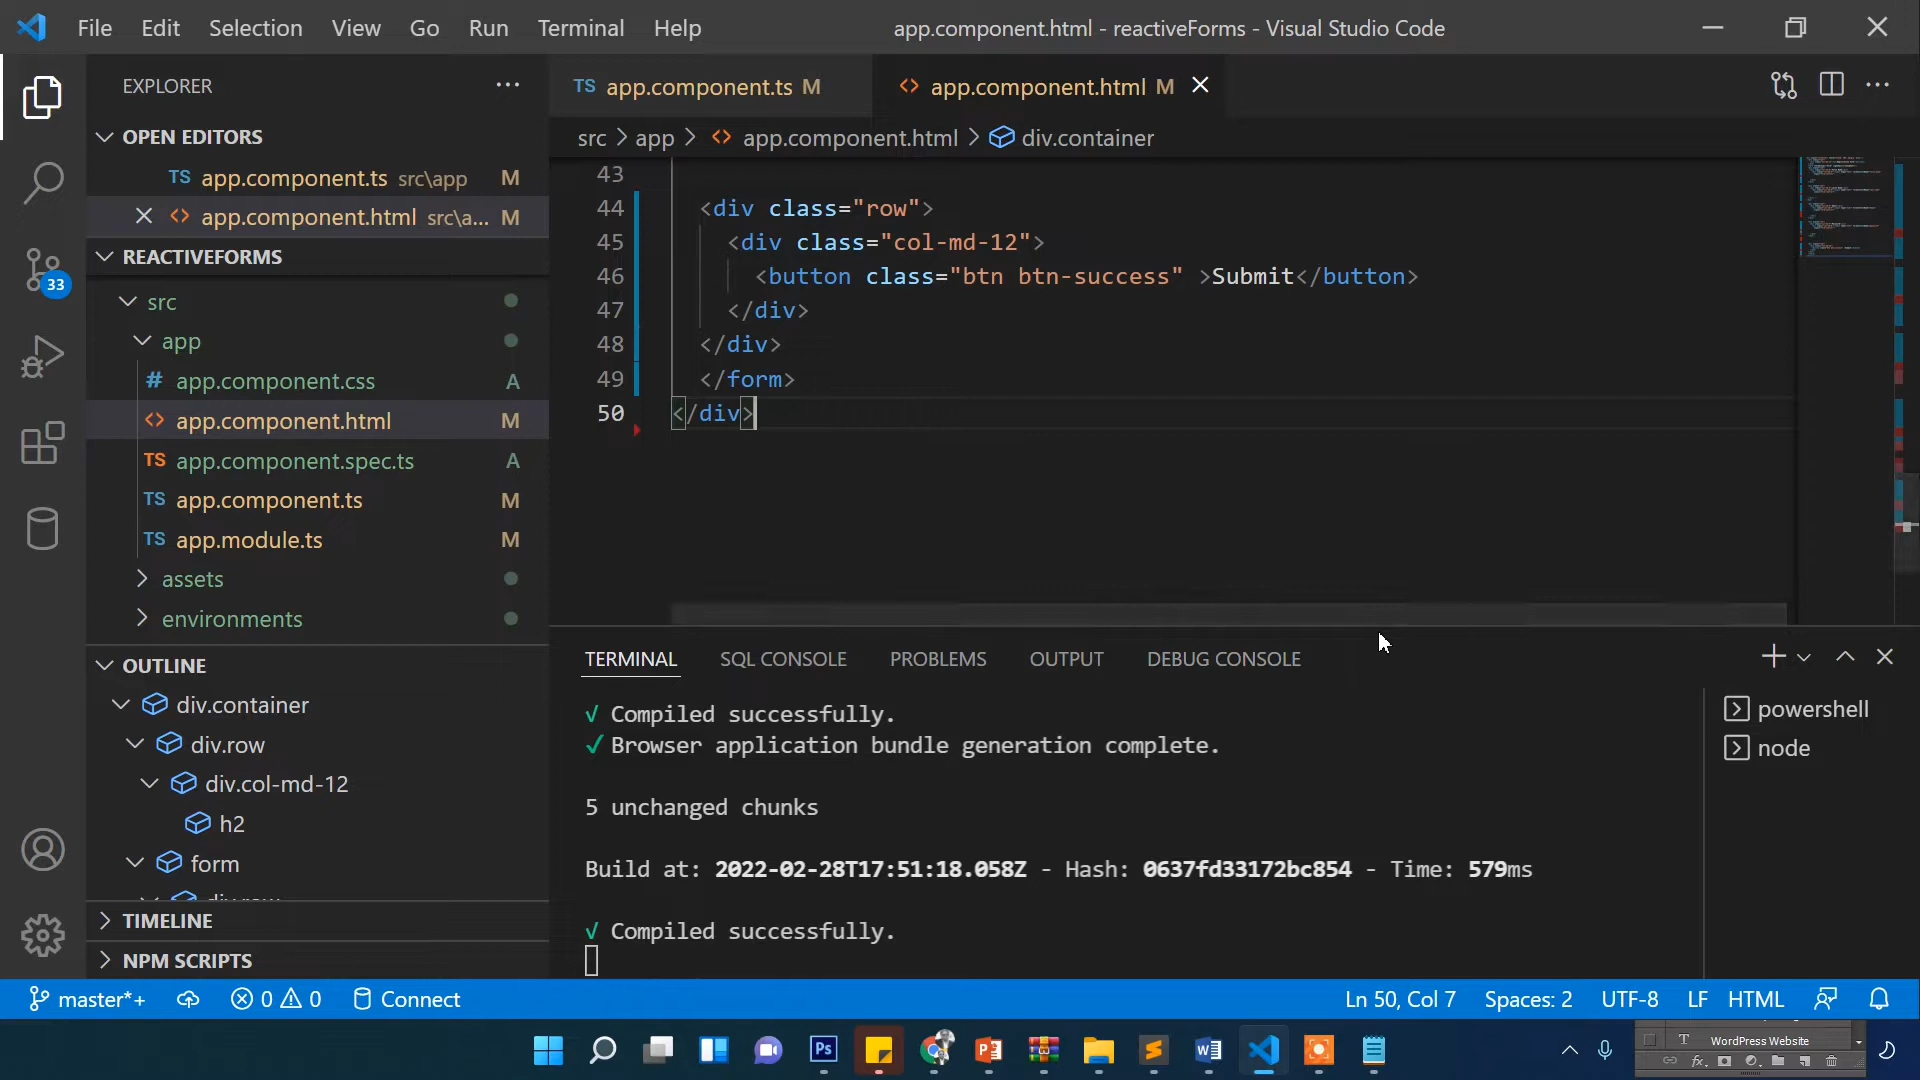 File Edit Selection View Go Run Terminal Help
app.component.html - reactiveForms - Visual Studio Code
EXPLORER
OPEN EDITORS
TS app.component.ts src\app M
app.component.html src\a... M
REACTIVEFORMS
src
app
# app.component.css A
app.component.html M
TS app.component.spec.ts A
TS app.component.ts M
TS app.module.ts M
assets
environments
OUTLINE
div.container
div.row
div.col-md-12
h2
form
div.row
TIMELINE
NPM SCRIPTS
33
TS app.component.ts M
app.component.html M
src > app > app.component.html > div.container
43
44 <div class="row">
45 <div class="col-md-12">
46 <button class="btn btn-success" >Submit</button>
47 </div>
48 </div>
49 </form>
50 </div>
TERMINAL SQL CONSOLE PROBLEMS OUTPUT DEBUG CONSOLE
√ Compiled successfully.
✓ Browser application bundle generation complete.
5 unchanged chunks
Build at: 2022-02-28T17:51:18.058Z - Hash: 0637fd33172bc854 - Time: 579ms
√ Compiled successfully.
powershell
node
master*+ 0 0 Connect
Ln 50, Col 7 Spaces: 2 UTF-8 LF HTML
Ps
T WordPress Website
fx